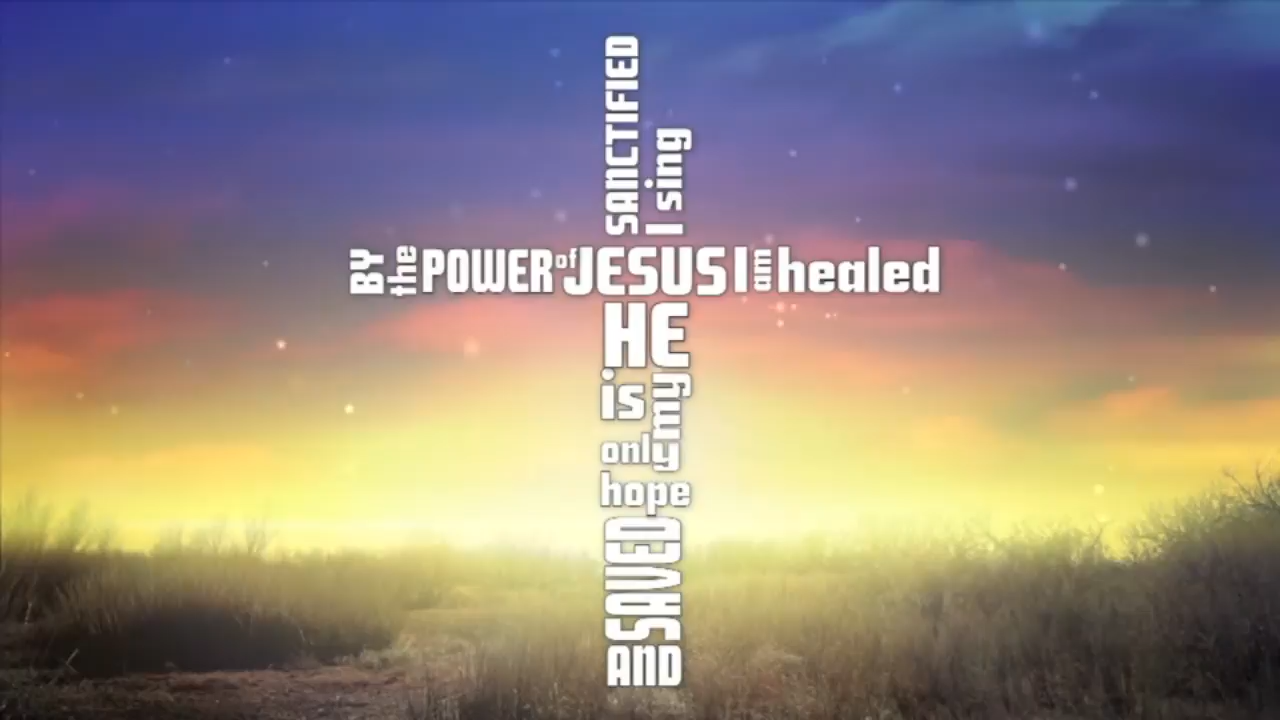 SANCTIFIED
I sing
BY the POWER of JESUS I am healed
HE
is my
only
hope
SAVED
AND